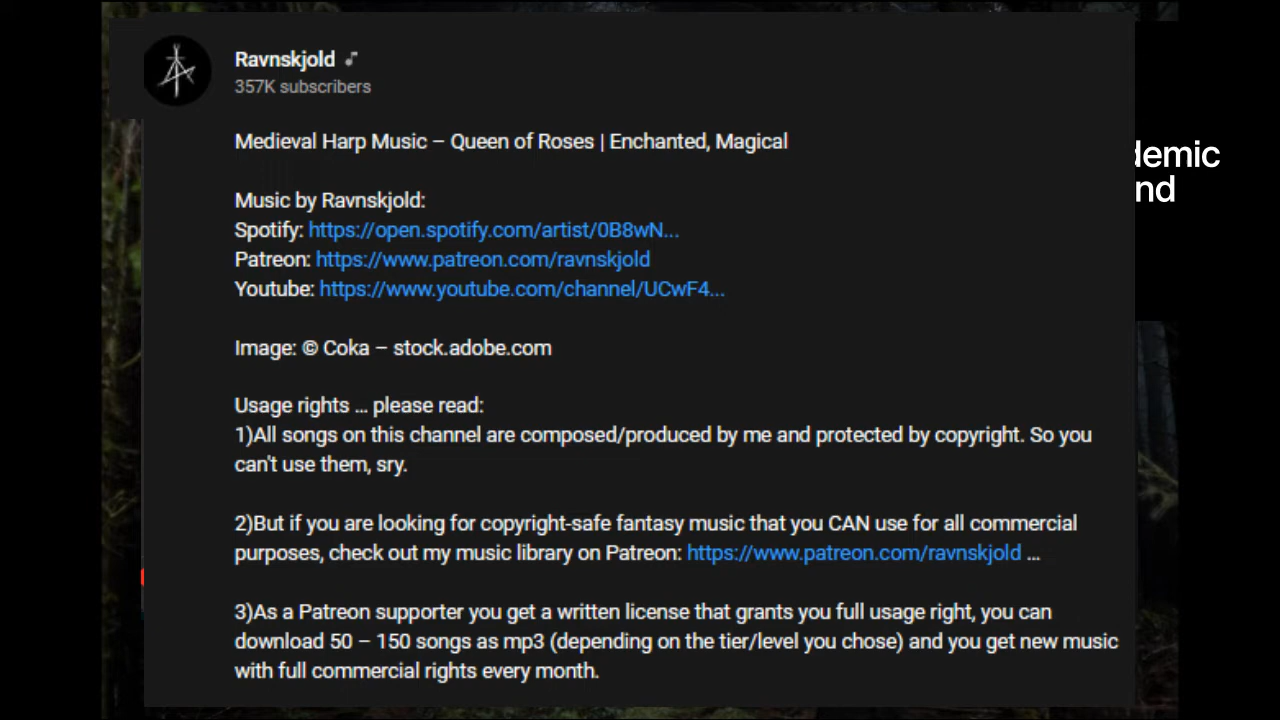 Ravnskjold
357K subscribers
Medieval Harp Music – Queen of Roses | Enchanted, Magical
Music by Ravnskjold:
Spotify: https://open.spotify.com/artist/0B8wN...
Patreon: https://www.patreon.com/ravnskjold
Youtube: https://www.youtube.com/channel/UCwF4...
Image: © Coka – stock.adobe.com
Usage rights ... please read:
1)All songs on this channel are composed/produced by me and protected by copyright. So you
can't use them, sry.
2)But if you are looking for copyright-safe fantasy music that you CAN use for all commercial
purposes, check out my music library on Patreon: https://www.patreon.com/ravnskjold ...
3)As a Patreon supporter you get a written license that grants you full usage right, you can
download 50 – 150 songs as mp3 (depending on the tier/level you chose) and you get new music
with full commercial rights every month.